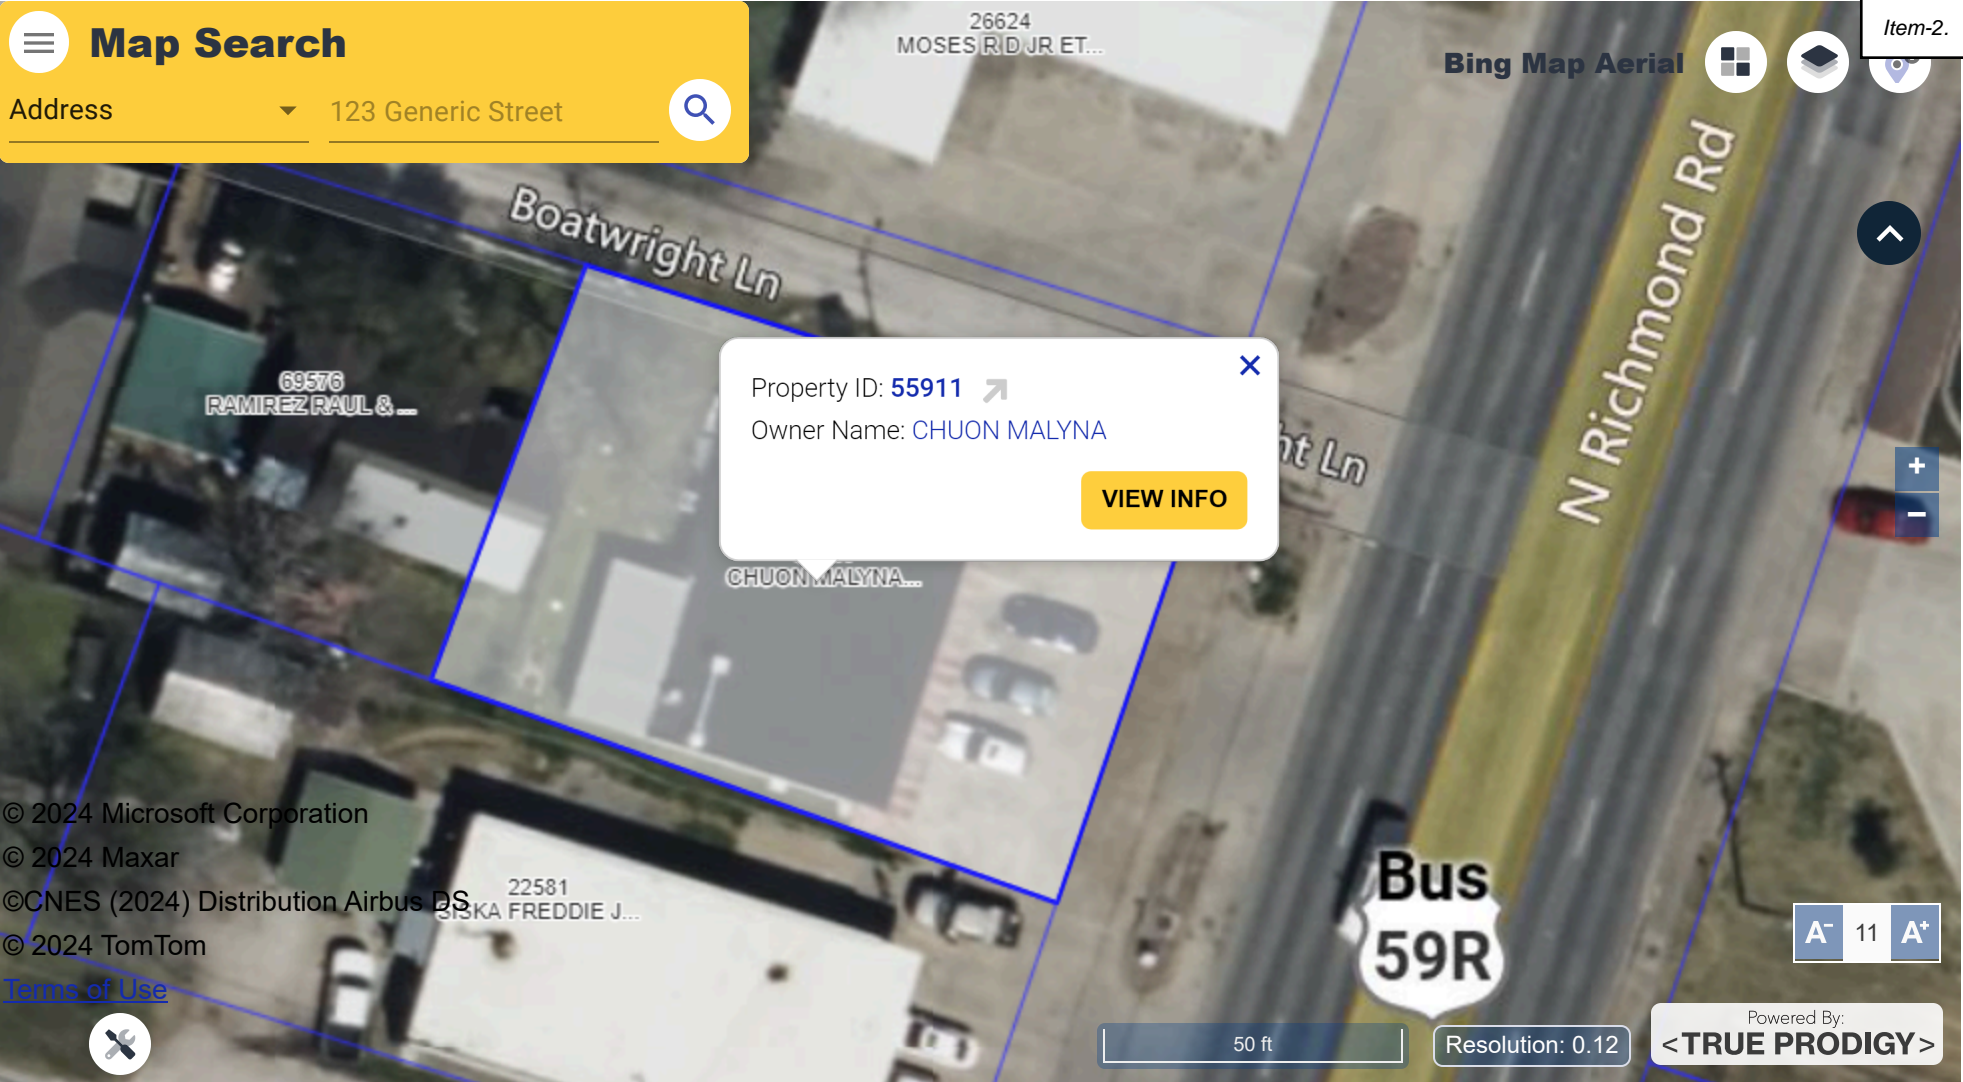 Map Search
Address
123 Generic Street
26624
MOSES R D JR ET...
Bing Map Aerial
Item-2.
Boatwright Ln
N Richmond Rd
69576
RAMIREZ RAUL & ...
Property ID: 55911
Owner Name: CHUON MALYNA
VIEW INFO
ht Ln
CHUON MALYNA...
+
−
© 2024 Microsoft Corporation
© 2024 Maxar
©CNES (2024) Distribution Airbus DS
© 2024 TomTom
Terms of Use
22581
SISKA FREDDIE J...
Bus
59R
A- 11 A+
50 ft
Resolution: 0.12
Powered By:
<TRUE PRODIGY>